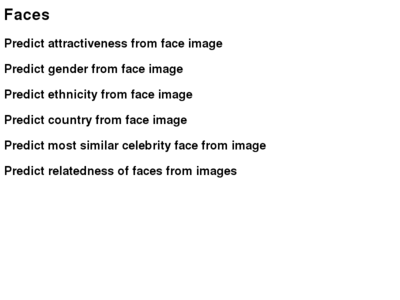 Faces
Predict attractiveness from face image
Predict gender from face image
Predict ethnicity from face image
Predict country from face image
Predict most similar celebrity face from image
Predict relatedness of faces from images